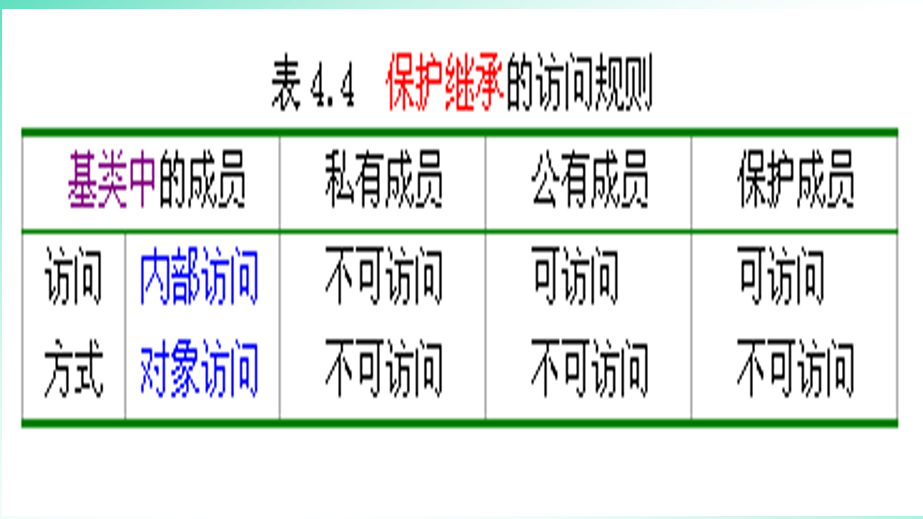 表4.4 保护继承的访问规则
基类中的成员 私有成员 公有成员 保护成员
访问 内部访问 不可访问 可访问 可访问
方式 对象访问 不可访问 不可访问 不可访问